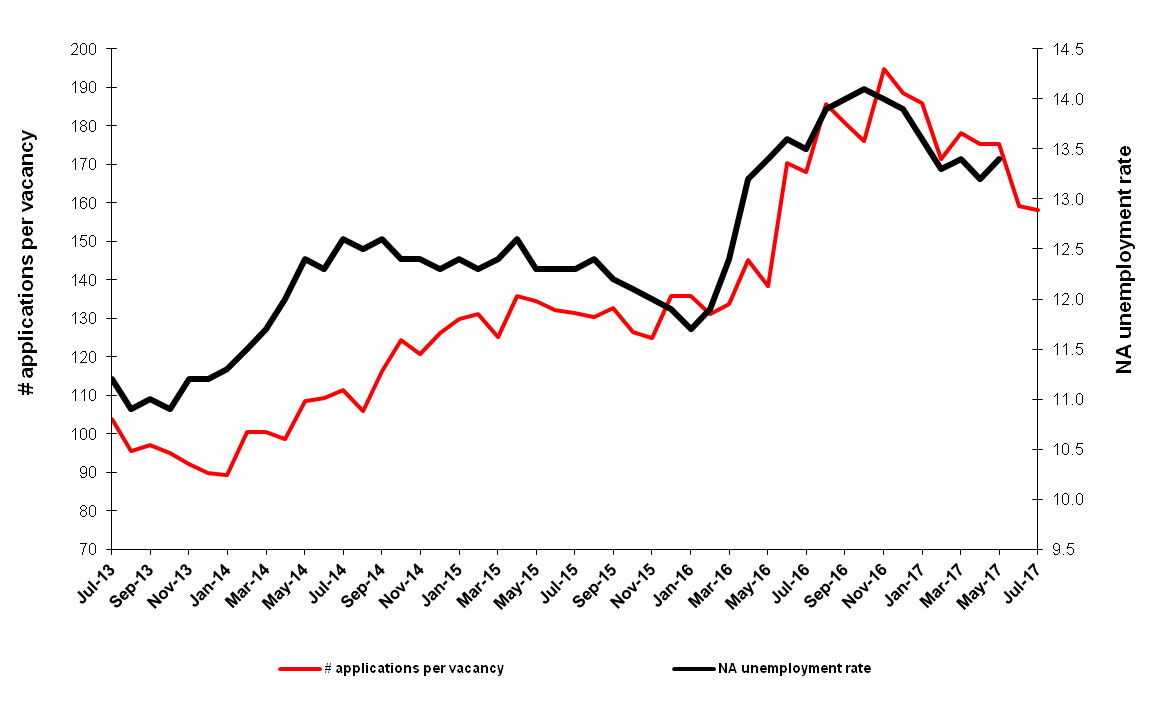 # applications per vacancy
200
190
180
170
160
150
140
130
120
110
100
90
80
70
14.5
14.0
13.5
13.0
12.5
12.0
11.5
11.0
10.5
10.0
9.5
NA unemployment rate
Jul-13
Sep-13
Nov-13
Jan-14
Mar-14
May-14
Jul-14
Sep-14
Nov-14
Jan-15
Mar-15
May-15
Jul-15
Sep-15
Nov-15
Jan-16
Mar-16
May-16
Jul-16
Sep-16
Nov-16
Jan-17
Mar-17
May-17
Jul-17
# applications per vacancy
NA unemployment rate